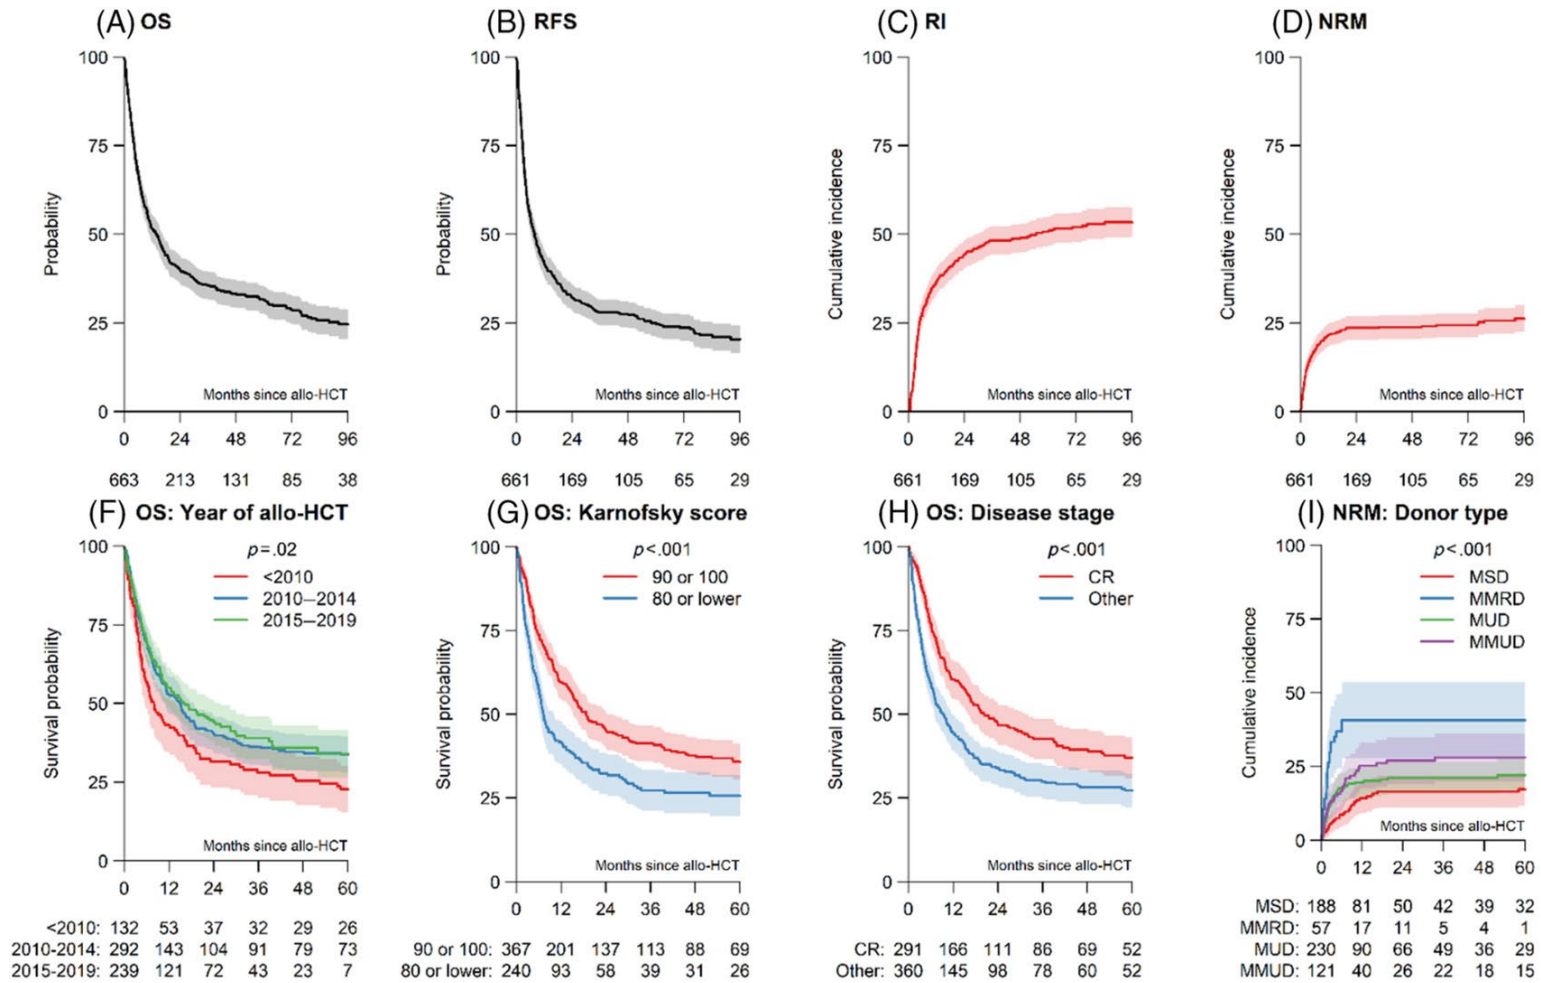 (A) OS
Probability
100
75
50
25
0
Months since allo-HCT
0 24 48 72 96
663 213 131 85 38
(B) RFS
Probability
100
75
50
25
0
Months since allo-HCT
0 24 48 72 96
661 169 105 65 29
(C) RI
Cumulative incidence
100
75
50
25
0
Months since allo-HCT
0 24 48 72 96
661 169 105 65 29
(D) NRM
Cumulative incidence
100
75
50
25
0
Months since allo-HCT
0 24 48 72 96
661 169 105 65 29
(F) OS: Year of allo-HCT
p=.02
<2010
2010–2014
2015–2019
Survival probability
100
75
50
25
0
Months since allo-HCT
0 12 24 36 48 60
<2010: 132 53 37 32 29 26
2010-2014: 292 143 104 91 79 73
2015-2019: 239 121 72 43 23 7
(G) OS: Karnofsky score
p<.001
90 or 100
80 or lower
Survival probability
100
75
50
25
0
Months since allo-HCT
0 12 24 36 48 60
90 or 100: 367 201 137 113 88 69
80 or lower: 240 93 58 39 31 26
(H) OS: Disease stage
p<.001
CR
Other
Survival probability
100
75
50
25
0
Months since allo-HCT
0 12 24 36 48 60
CR: 291 166 111 86 69 52
Other: 360 145 98 78 60 52
(I) NRM: Donor type
p<.001
MSD
MMRD
MUD
MMUD
Cumulative incidence
100
75
50
25
0
Months since allo-HCT
0 12 24 36 48 60
MSD: 188 81 50 42 39 32
MMRD: 57 17 11 5 4 1
MUD: 230 90 66 49 36 29
MMUD: 121 40 26 22 18 15